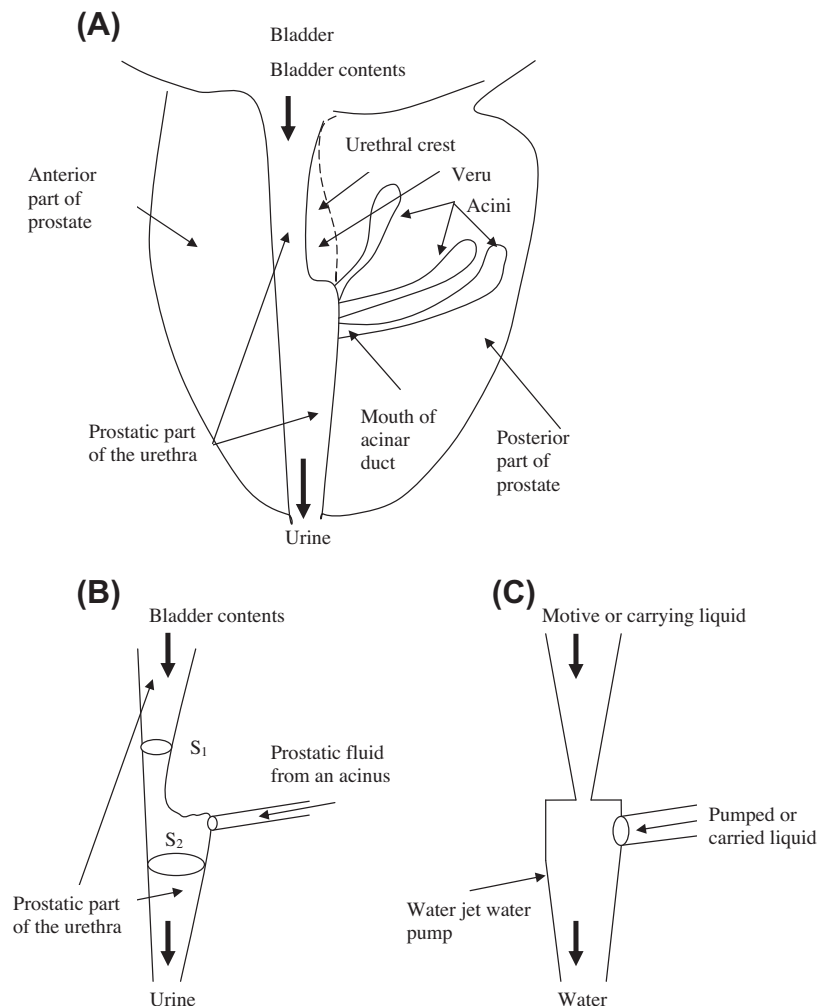 (A)
Bladder
Bladder contents
Urethral crest
Veru
Acini
Anterior
part of
prostate
Mouth of
acinar
duct
Prostatic part
of the urethra
Posterior
part of
prostate
Urine
(B)
Bladder contents
S1
Prostatic fluid
from an acinus
S2
Prostatic part
of the urethra
Urine
(C)
Motive or carrying liquid
Pumped or
carried liquid
Water jet water
pump
Water